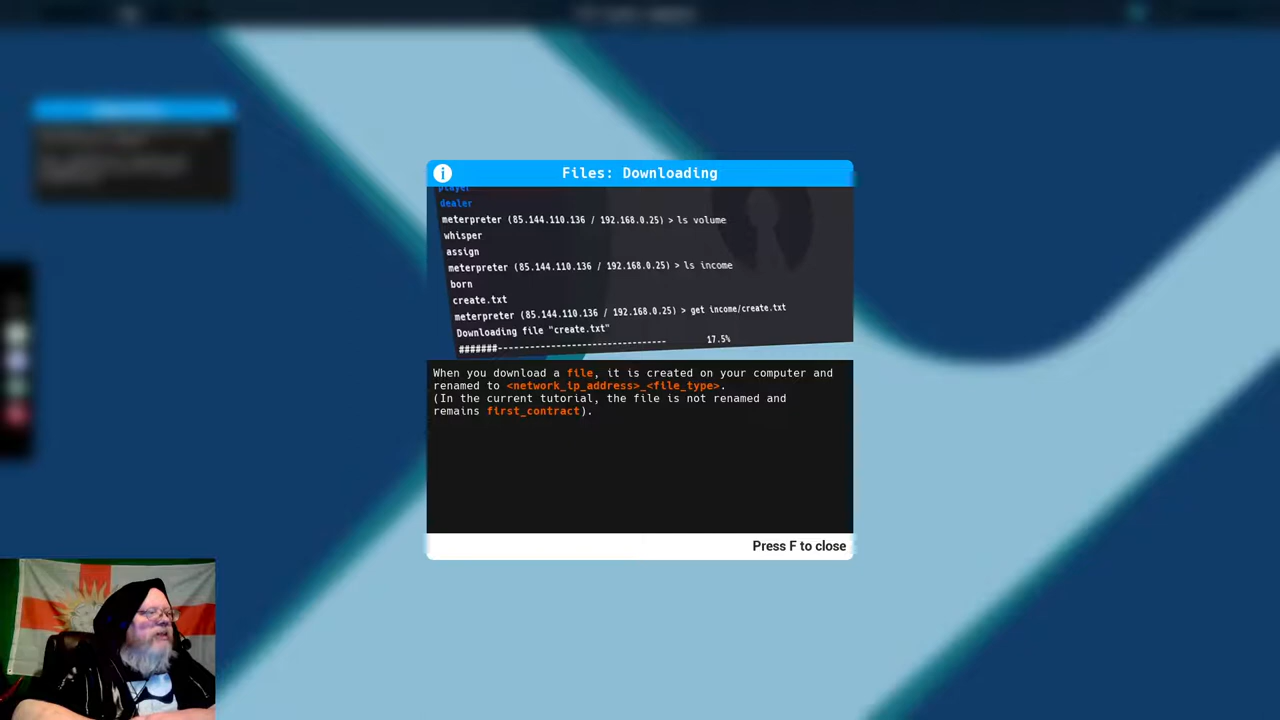 Files: Downloading
player
dealer
meterpreter (85.144.110.136 / 192.168.0.25) > ls volume
whisper
assign
meterpreter (85.144.110.136 / 192.168.0.25) > ls income
born
create.txt
meterpreter (85.144.110.136 / 192.168.0.25) > get income/create.txt
Downloading file "create.txt"
#######-------------------------------- 17.5%
When you download a file, it is created on your computer and
renamed to <network_ip_address>_<file_type>.
(In the current tutorial, the file is not renamed and
remains first_contract).
Press F to close